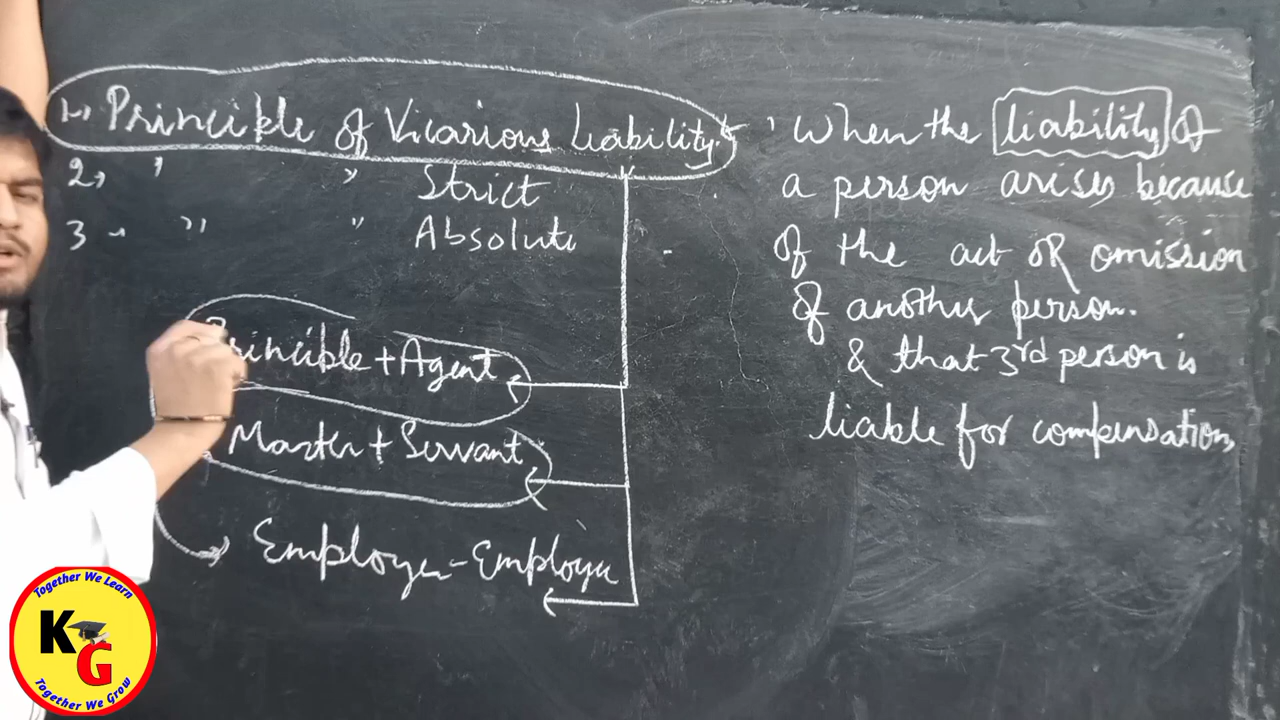 1, Principle of Vicarious Liability
2, " " Strict
3 " " Absolute
Principle + Agent
Master + Servant
Employer - Employee
When the liability of
a person arises because
of the act OR omission
of another person.
& that 3rd person is
liable for compensation,
Together We Learn
KG
Together We Grow